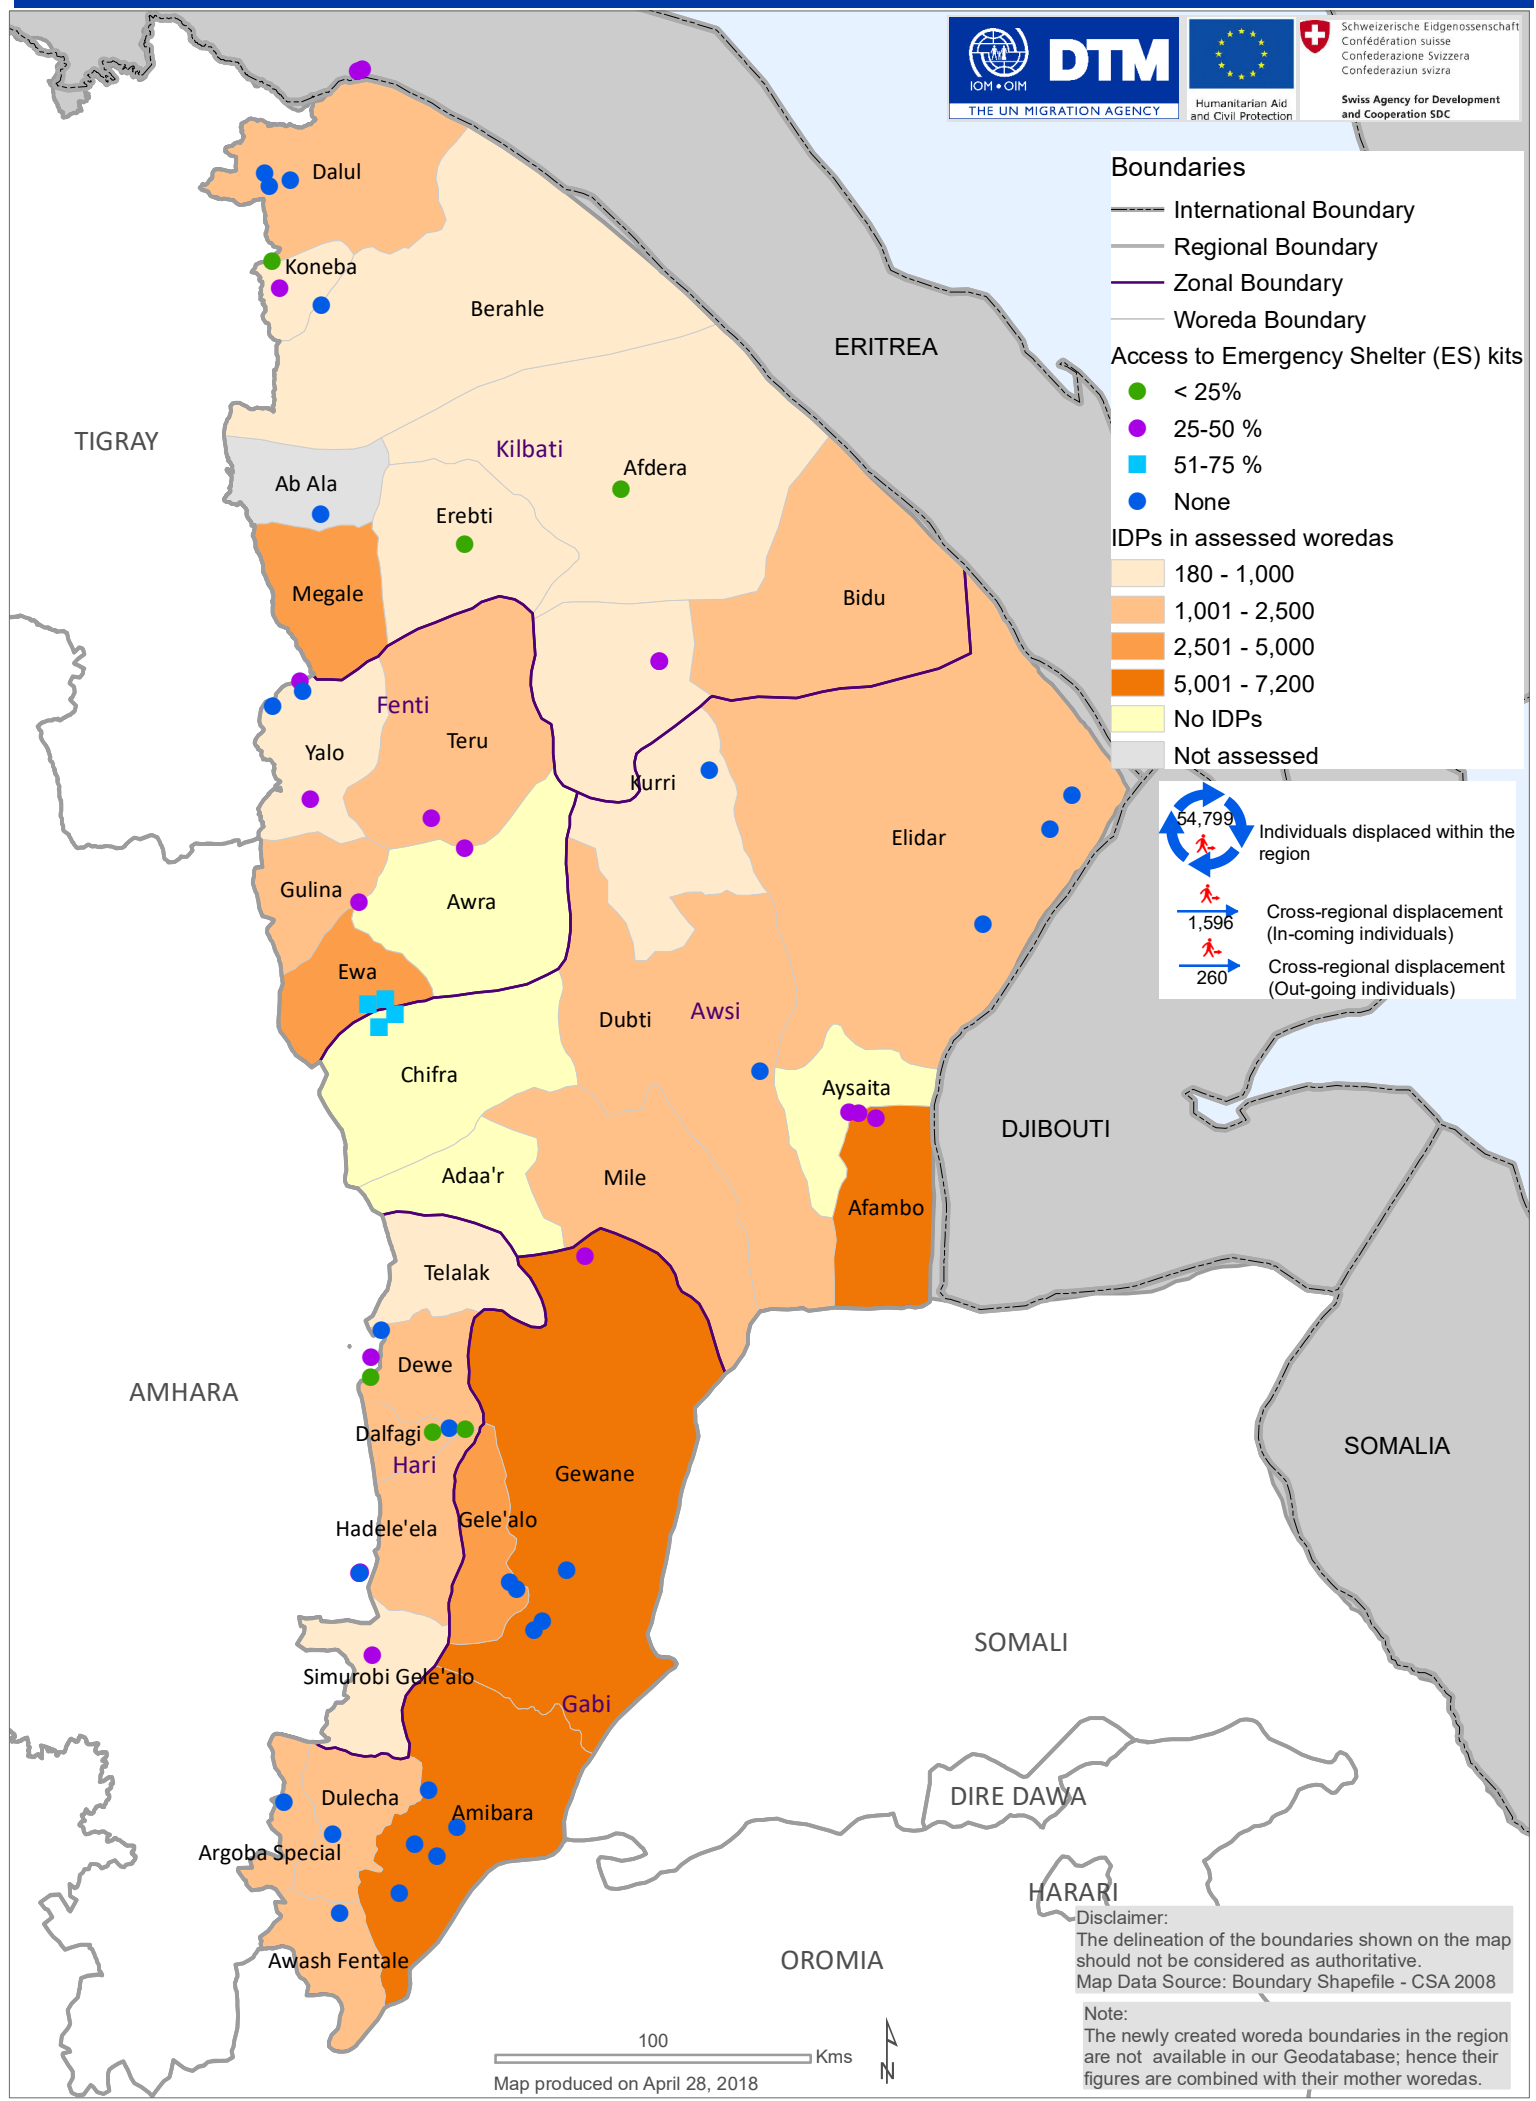 IOM • OIM
DTM
THE UN MIGRATION AGENCY
Humanitarian Aid
and Civil Protection
Schweizerische Eidgenossenschaft
Confédération suisse
Confederazione Svizzera
Confederaziun svizra
Swiss Agency for Development
and Cooperation SDC
Boundaries
International Boundary
Regional Boundary
Zonal Boundary
Woreda Boundary
Access to Emergency Shelter (ES) kits
< 25%
25-50 %
51-75 %
None
IDPs in assessed woredas
180 - 1,000
1,001 - 2,500
2,501 - 5,000
5,001 - 7,200
No IDPs
Not assessed
54,799
Individuals displaced within the
region
1,596
Cross-regional displacement
(In-coming individuals)
260
Cross-regional displacement
(Out-going individuals)
Dalul
Koneba
Berahle
ERITREA
TIGRAY
Kilbati
Afdera
Ab Ala
Erebti
Megale
Bidu
Fenti
Teru
Yalo
Kurri
Elidar
Gulina
Awra
Ewa
Dubti
Awsi
Chifra
Aysaita
DJIBOUTI
Adaa'r
Mile
Afambo
Telalak
Dewe
AMHARA
Dalfagi
Hari
Gewane
SOMALIA
Gele'alo
Hadele'ela
SOMALI
Simurobi Gele'alo
Gabi
Dulecha
Amibara
DIRE DAWA
Argoba Special
HARARI
Awash Fentale
OROMIA
Disclaimer:
The delineation of the boundaries shown on the map
should not be considered as authoritative.
Map Data Source: Boundary Shapefile - CSA 2008
Note:
The newly created woreda boundaries in the region
are not available in our Geodatabase; hence their
figures are combined with their mother woredas.
100
Kms
N
Map produced on April 28, 2018